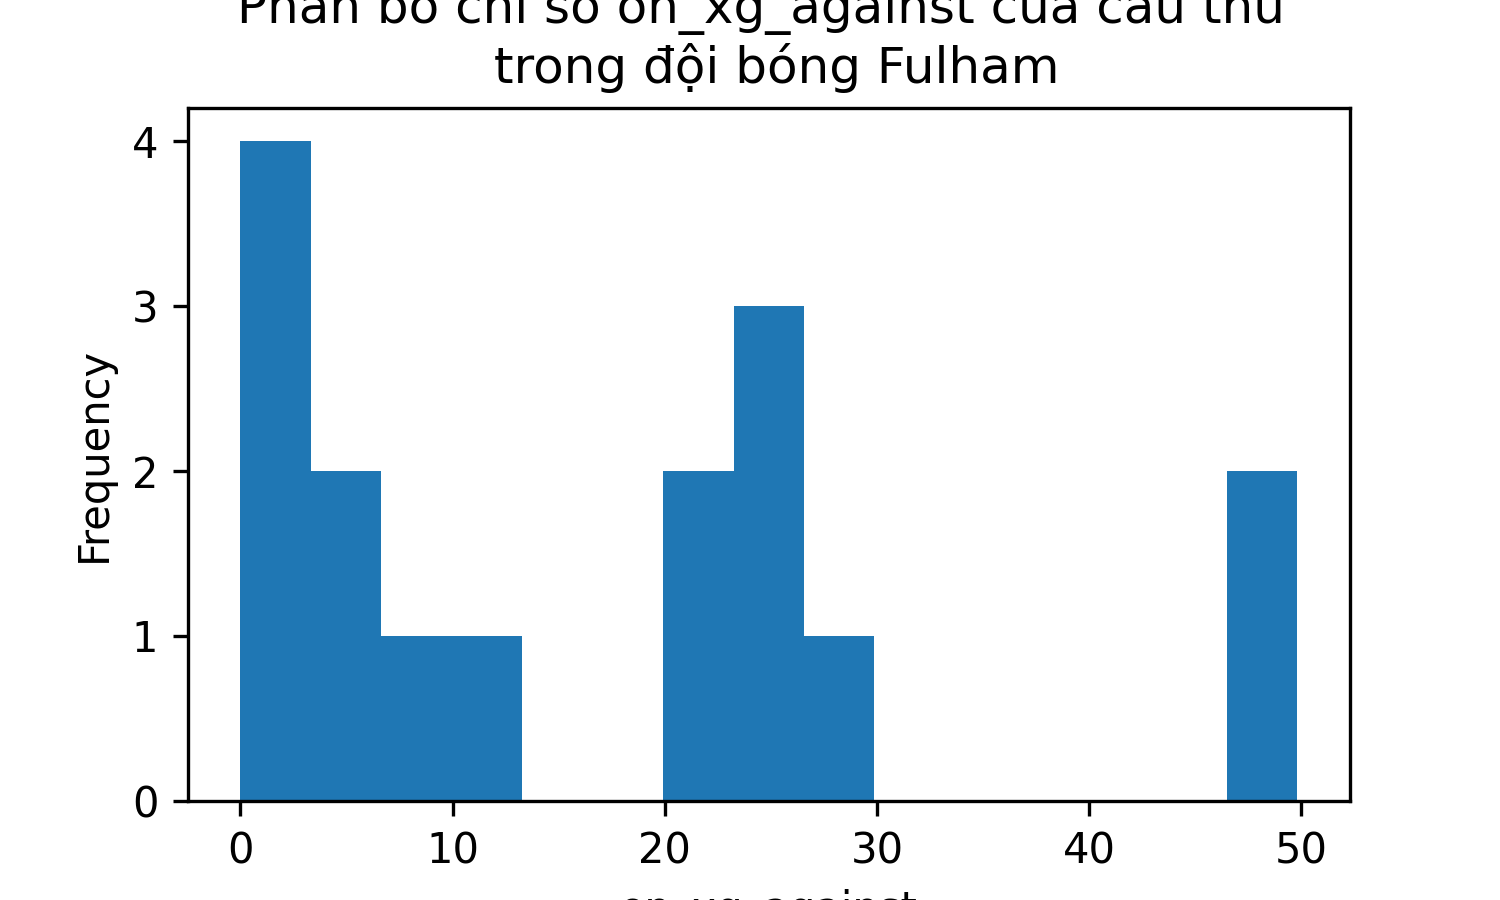 Phân bố chỉ số on_xg_against của cầu thủ
trong đội bóng Fulham
4
3
2
1
0
Frequency
0 10 20 30 40 50
on_xg_against